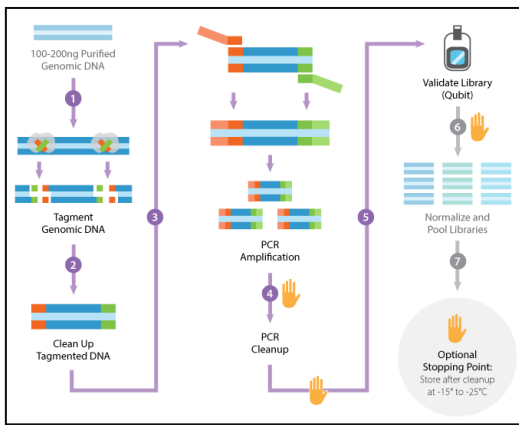 100-200ng Purified
Genomic DNA
1
Tagment
Genomic DNA
2
Clean Up
Tagmented DNA
3
PCR
Amplification
4
PCR
Cleanup
5
Validate Library
(Qubit)
6
Normalize and
Pool Libraries
7
Optional
Stopping Point:
Store after cleanup
at -15° to -25°C